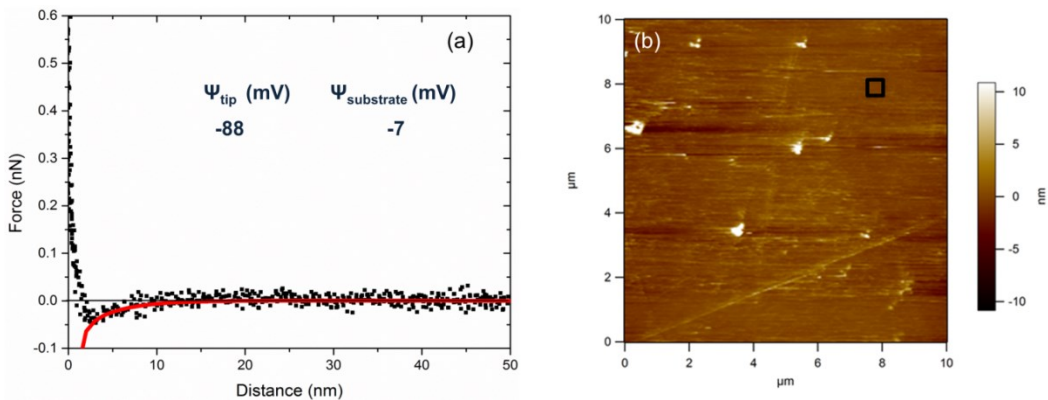 (a)
Ψtip (mV) Ψsubstrate (mV)
-88 -7
0.6
0.5
0.4
0.3
0.2
0.1
0.0
-0.1
Force (nN)
0 10 20 30 40 50
Distance (nm)
(b)
10
8
6
4
2
0
µm
0 2 4 6 8 10
µm
10
5
0
-5
-10
nm